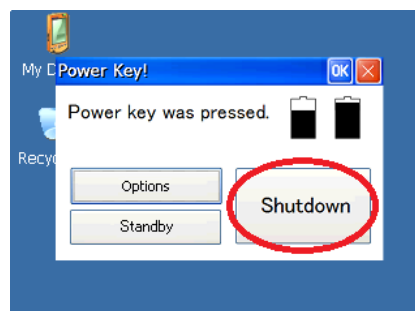 My D
Power Key!
OK
Power key was pressed.
Recyc
Options
Shutdown
Standby